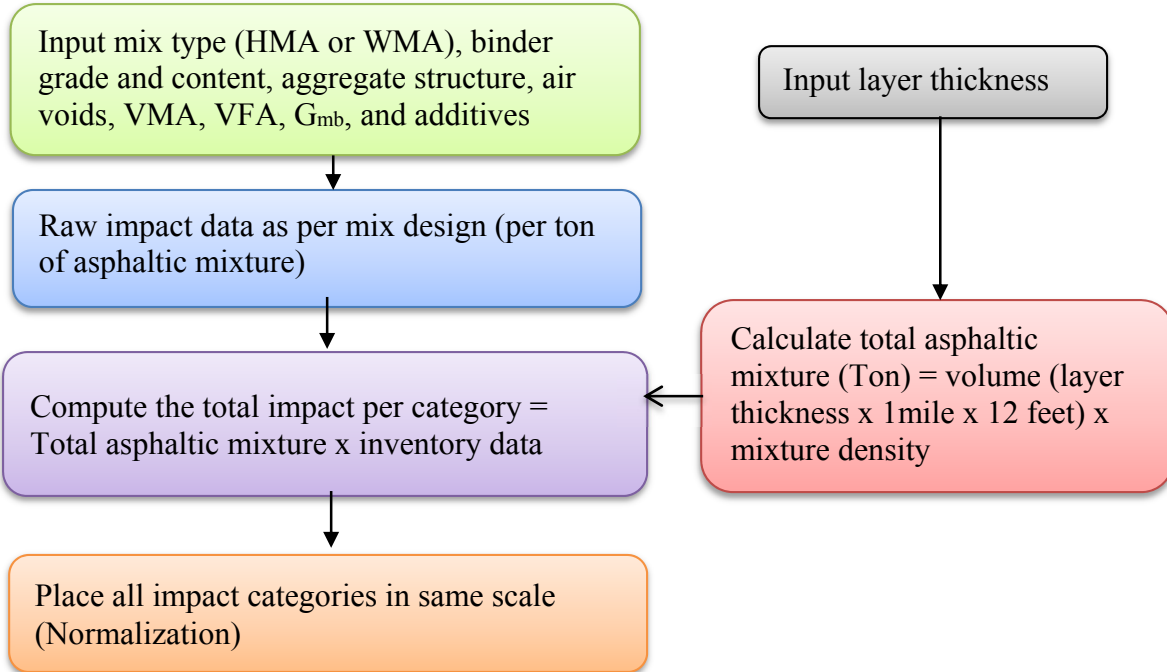 Input mix type (HMA or WMA), binder
grade and content, aggregate structure, air
voids, VMA, VFA, Gmb, and additives
Input layer thickness
Raw impact data as per mix design (per ton
of asphaltic mixture)
Calculate total asphaltic
mixture (Ton) = volume (layer
thickness x 1mile x 12 feet) x
mixture density
Compute the total impact per category =
Total asphaltic mixture x inventory data
Place all impact categories in same scale
(Normalization)